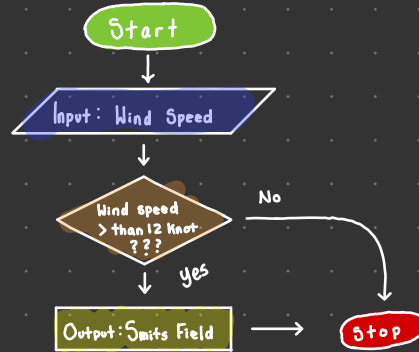 Start
Input: Wind Speed
Wind speed
> than 12 Knot
???
No
yes
Output: Smits Field
Stop